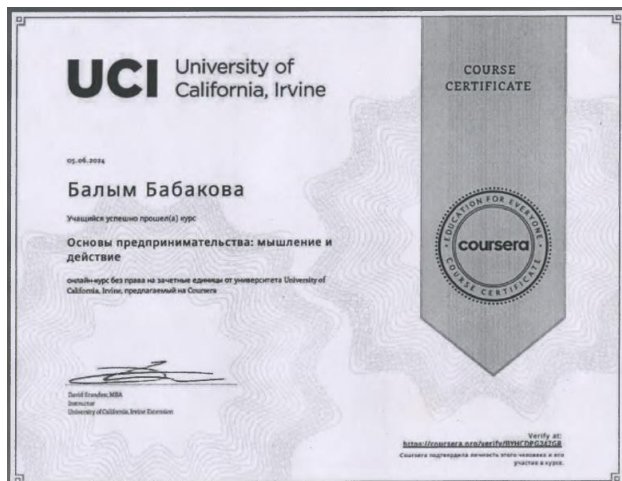 UCI University of
California, Irvine
COURSE
CERTIFICATE
05.06.2024
Балым Бабакова
Учащийся успешно прошел(а) курс
Основы предпринимательства: мышление и
действие
онлайн-курс без права на зачетные единицы от университета University of
California, Irvine, предлагаемый на Coursera
EDUCATION FOR EVERYONE
coursera
COURSE CERTIFICATE
David Standen, MBA
Instructor
University of California, Irvine Extension
Verify at:
Coursera подтвердила личность этого человека и его
участие в курсе.